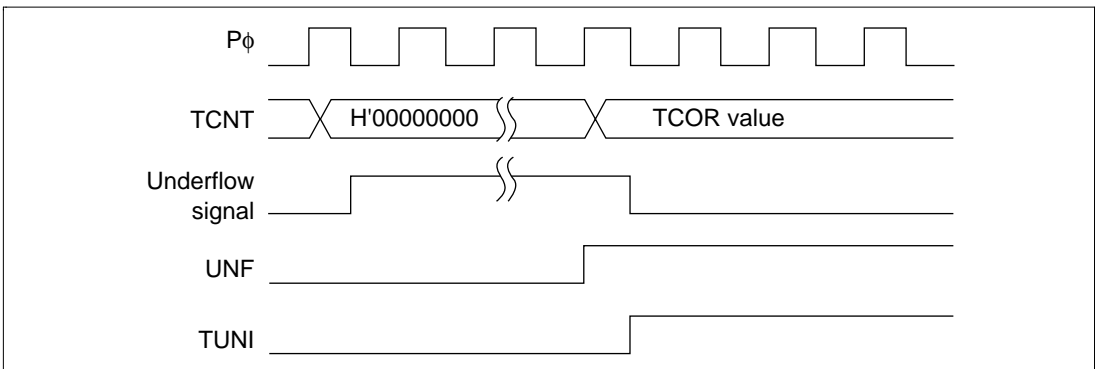 Pϕ
TCNT
H'00000000
TCOR value
Underflow
signal
UNF
TUNI